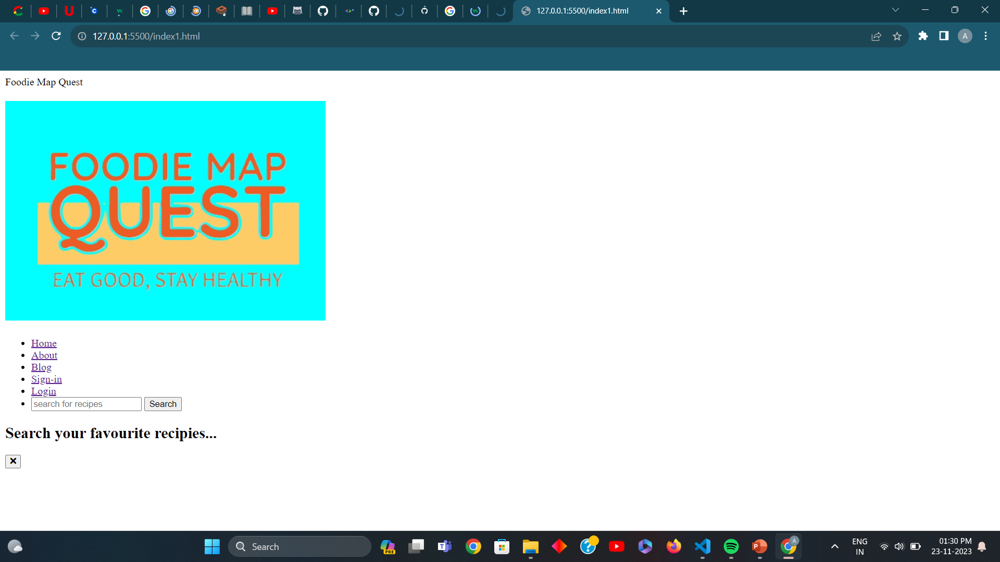 127.0.0.1:5500/index1.html
127.0.0.1:5500/index1.html
A
Foodie Map Quest
FOODIE MAP
QUEST
EAT GOOD, STAY HEALTHY
Home
About
Blog
Sign-in
Login
search for recipes Search
Search your favourite recipies...
Search
PRE
ENG
IN
01:30 PM
23-11-2023